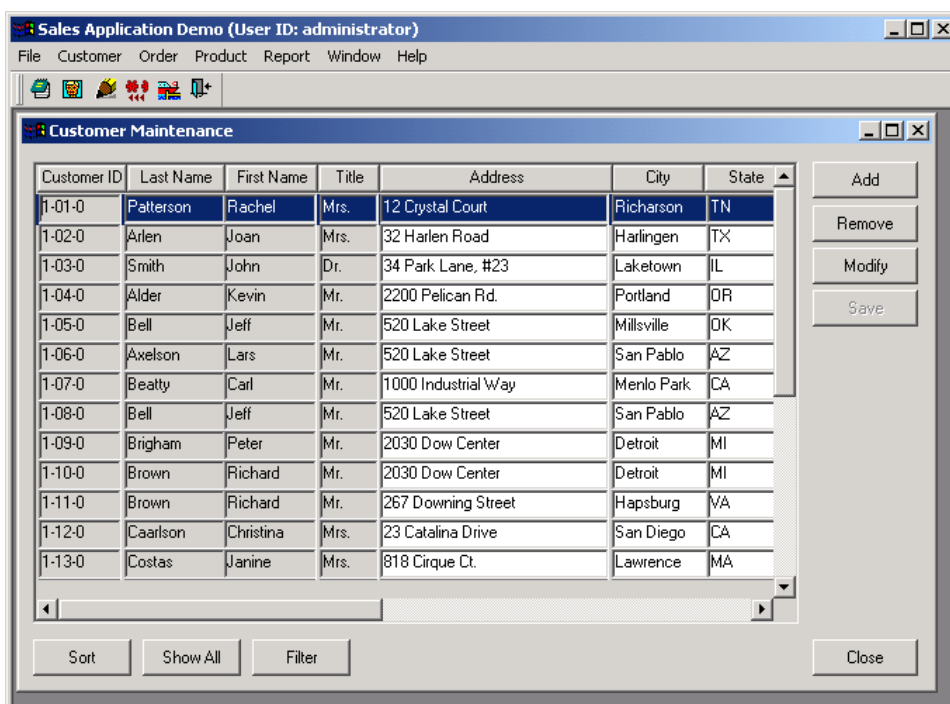 Sales Application Demo (User ID: administrator)
File Customer Order Product Report Window Help
Customer Maintenance
Customer ID Last Name First Name Title Address City State
1-01-0 Patterson Rachel Mrs. 12 Crystal Court Richarson TN
1-02-0 Arlen Joan Mrs. 32 Harlen Road Harlingen TX
1-03-0 Smith John Dr. 34 Park Lane, #23 Laketown IL
1-04-0 Alder Kevin Mr. 2200 Pelican Rd. Portland OR
1-05-0 Bell Jeff Mr. 520 Lake Street Millsville OK
1-06-0 Axelson Lars Mr. 520 Lake Street San Pablo AZ
1-07-0 Beatty Carl Mr. 1000 Industrial Way Menlo Park CA
1-08-0 Bell Jeff Mr. 520 Lake Street San Pablo AZ
1-09-0 Brigham Peter Mr. 2030 Dow Center Detroit MI
1-10-0 Brown Richard Mr. 2030 Dow Center Detroit MI
1-11-0 Brown Richard Mr. 267 Downing Street Hapsburg VA
1-12-0 Caarlson Christina Mrs. 23 Catalina Drive San Diego CA
1-13-0 Costas Janine Mrs. 818 Cirque Ct. Lawrence MA
Add
Remove
Modify
Save
Sort Show All Filter Close